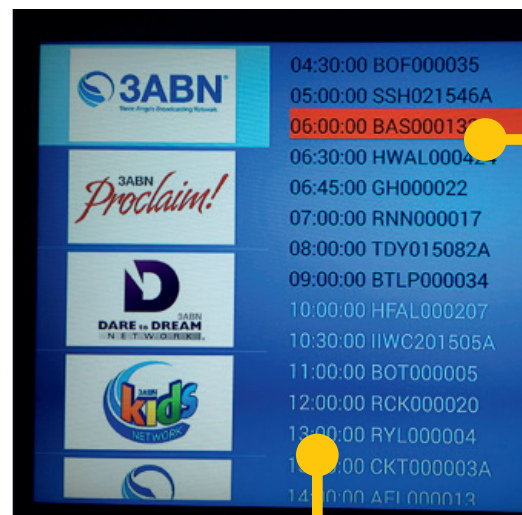 3ABN
Three Angels Broadcasting Network
3ABN
Proclaim!
3ABN
DARE to DREAM
NETWORK
3ABN
kids
NETWORK
04:30:00 BOF000035
05:00:00 SSH021546A
06:00:00
06:30:00
06:45:00 GH000022
07:00:00 RNN000017
08:00:00 TDY015082A
09:00:00 BTLP000034
10:00:00 HFAL000207
10:30:00 IIWC201505A
11:00:00 BOT000005
12:00:00 RCK000020
13:00:00 RYL000004
CKT000003A
AFL000013